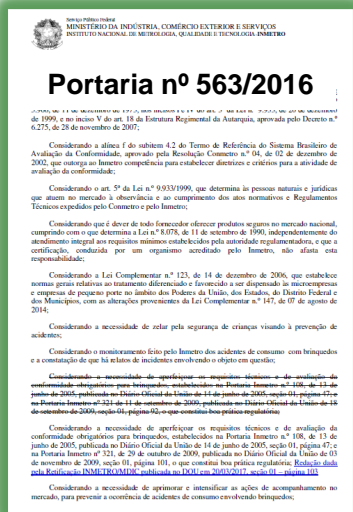 Serviço Público Federal
MINISTÉRIO DA INDÚSTRIA, COMÉRCIO EXTERIOR E SERVIÇOS
INSTITUTO NACIONAL DE METROLOGIA, QUALIDADE E TECNOLOGIA-INMETRO
Portaria nº 563/2016
de 1999, e no inciso V do art. 18 da Estrutura Regimental da Autarquia, aprovada pelo Decreto n.º
6.275, de 28 de novembro de 2007;
Considerando a alínea f do subitem 4.2 do Termo de Referência do Sistema Brasileiro de
Avaliação da Conformidade, aprovado pela Resolução Conmetro n.º 04, de 02 de dezembro de
2002, que outorga ao Inmetro competência para estabelecer diretrizes e critérios para a atividade de
avaliação da conformidade;
Considerando o art. 5º da Lei n.º 9.933/1999, que determina às pessoas naturais e jurídicas
que atuem no mercado à observância e ao cumprimento dos atos normativos e Regulamentos
Técnicos expedidos pelo Conmetro e pelo Inmetro;
Considerando que é dever de todo fornecedor oferecer produtos seguros no mercado nacional,
cumprindo com o que determina a Lei n.º 8.078, de 11 de setembro de 1990, independentemente do
atendimento integral aos requisitos mínimos estabelecidos pela autoridade regulamentadora, e que a
certificação, conduzida por um organismo acreditado pelo Inmetro, não afasta esta
responsabilidade;
Considerando a Lei Complementar n.º 123, de 14 de dezembro de 2006, que estabelece
normas gerais relativas ao tratamento diferenciado e favorecido a ser dispensado às microempresas
e empresas de pequeno porte no âmbito dos Poderes da União, dos Estados, do Distrito Federal e
dos Municípios, com as alterações provenientes da Lei Complementar n.º 147, de 07 de agosto de
2014;
Considerando a necessidade de zelar pela segurança de crianças visando à prevenção de
acidentes;
Considerando o monitoramento feito pelo Inmetro dos acidentes de consumo com brinquedos
e a constatação de que há relatos de incidentes envolvendo o objeto em questão;
Considerando a necessidade de aperfeiçoar os requisitos técnicos e de avaliação da
conformidade obrigatórios para brinquedos, estabelecidos na Portaria Inmetro n.º 108, de 13 de
junho de 2005, publicada no Diário Oficial da União de 14 de junho de 2005, seção 01, página 47; e
na Portaria Inmetro nº 321 de 11 de setembro de 2009, publicada no Diário Oficial da União de 18
de setembro de 2009, seção 01, página 92, o que constitui boa prática regulatória;
Considerando a necessidade de aperfeiçoar os requisitos técnicos e de avaliação da
conformidade obrigatórios para brinquedos, estabelecidos na Portaria Inmetro n.º 108, de 13 de
junho de 2005, publicada no Diário Oficial da União de 14 de junho de 2005, seção 01, página 47; e
na Portaria Inmetro nº 321, de 29 de outubro de 2009, publicada no Diário Oficial da União de 03
de novembro de 2009, seção 01, página 101, o que constitui boa prática regulatória; Redação dada
pela Retificação INMETRO/MDIC publicada no DOU em 20/03/2017, seção 01 – página 103
Considerando a necessidade de aprimorar e intensificar as ações de acompanhamento no
mercado, para prevenir a ocorrência de acidentes de consumo envolvendo brinquedos;